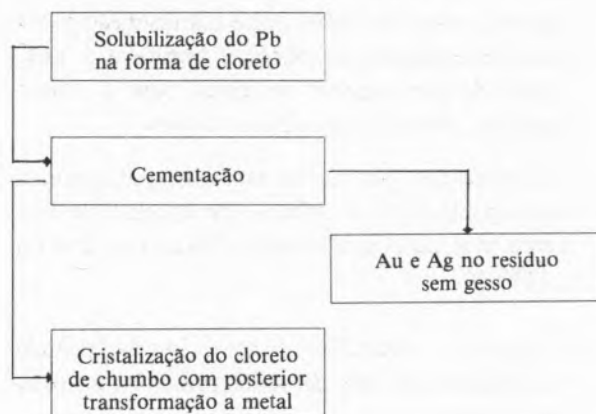 Solubilização do Pb
na forma de cloreto
Cementação
Au e Ag no resíduo
sem gesso
Cristalização do cloreto
de chumbo com posterior
transformação a metal